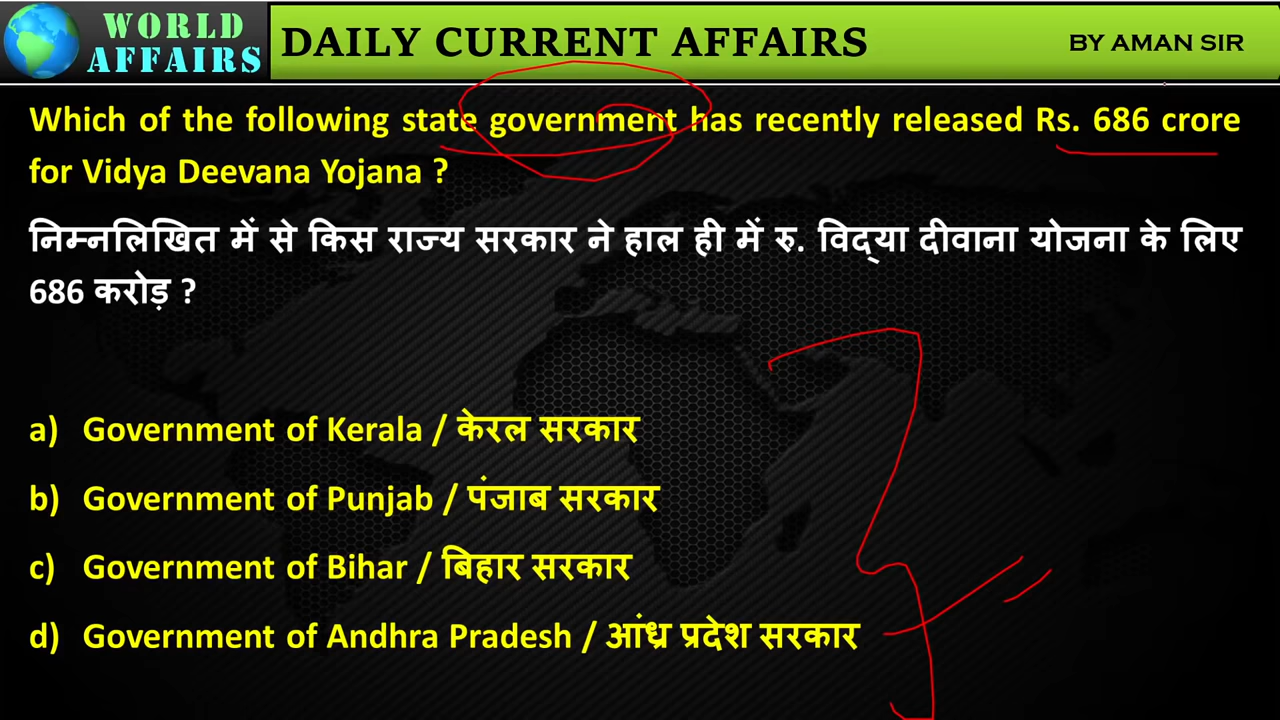 WORLD
AFFAIRS
DAILY CURRENT AFFAIRS
BY AMAN SIR
Which of the following state government has recently released Rs. 686 crore
for Vidya Deevana Yojana ?
निम्नलिखित में से किस राज्य सरकार ने हाल ही में रु. विद्‌या दीवाना योजना के लिए
686 करोड़ ?
a) Government of Kerala / केरल सरकार
b) Government of Punjab / पंजाब सरकार
c) Government of Bihar / बिहार सरकार
d) Government of Andhra Pradesh / आंध्र प्रदेश सरकार